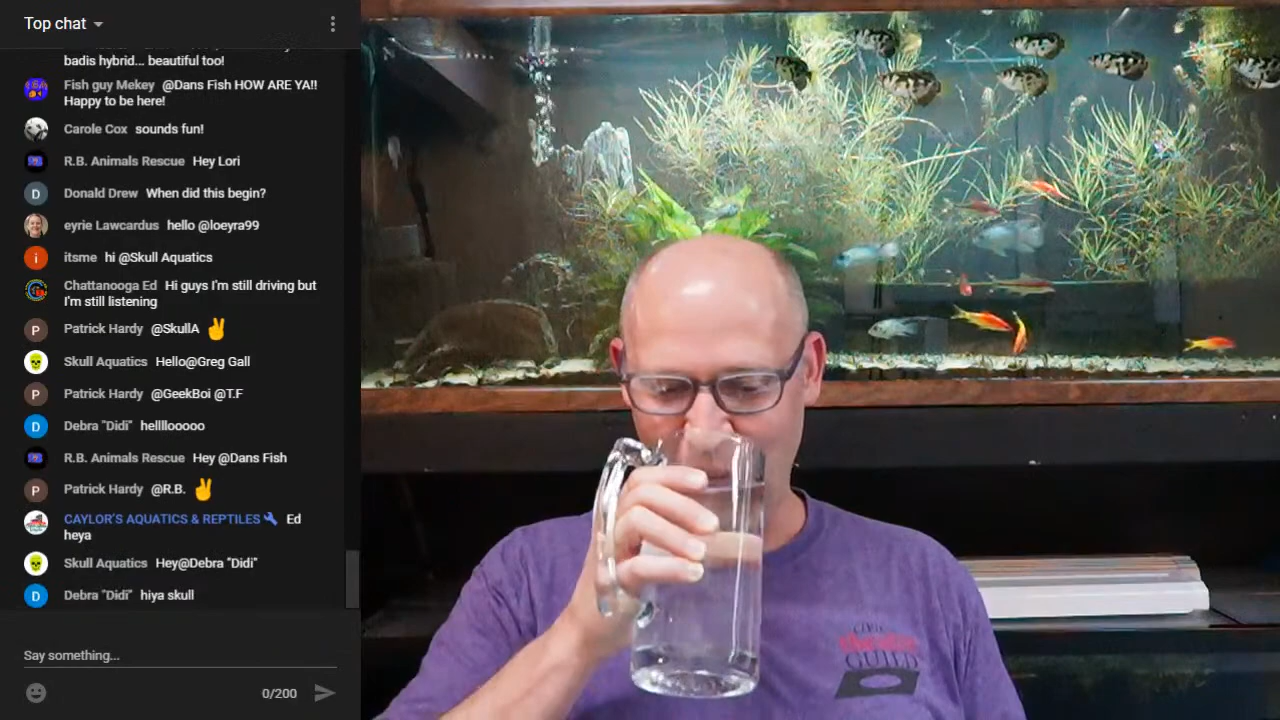 Top chat
badis hybrid... beautiful too!
Fish guy Mekey @Dans Fish HOW ARE YA!!
Happy to be here!
Carole Cox sounds fun!
R.B. Animals Rescue Hey Lori
D Donald Drew When did this begin?
eyrie Lawcardus hello @loeyra99
i itsme hi @Skull Aquatics
Chattanooga Ed Hi guys I'm still driving but
I'm still listening
P Patrick Hardy @SkullA ✌
Skull Aquatics Hello@Greg Gall
P Patrick Hardy @GeekBoi @T.F
D Debra "Didi" helllloooo
R.B. Animals Rescue Hey @Dans Fish
P Patrick Hardy @R.B. ✌
CAYLOR'S AQUATICS & REPTILES Ed
heya
Skull Aquatics Hey@Debra "Didi"
D Debra "Didi" hiya skull
Say something...
0/200
GUILD